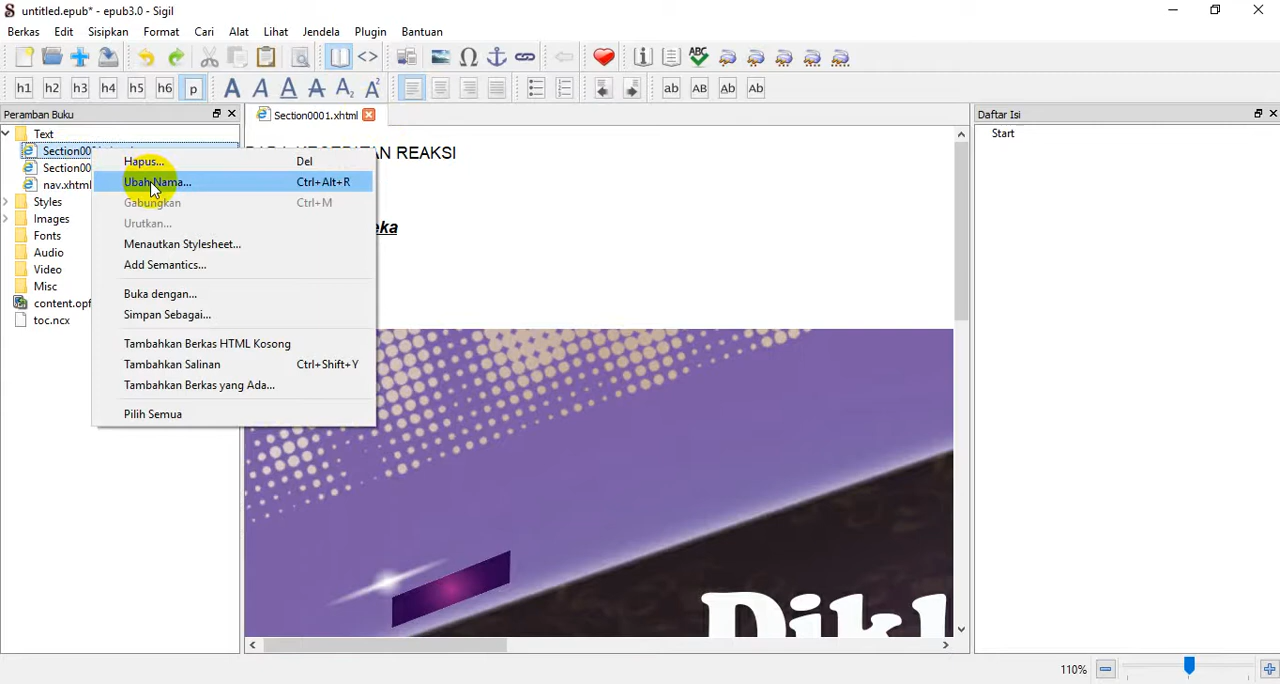 untitled.epub* - epub3.0 - Sigil
Berkas Edit Sisipkan Format Cari Alat Lihat Jendela Plugin Bantuan
h1 h2 h3 h4 h5 h6 p A A A A A₂ A² ab AB Ab Ab
Peramban Buku
Section0001.xhtml
Daftar Isi
Text
Start
Section00
Section00
nav.xhtml
Styles
Images
Fonts
Audio
Video
Misc
content.opf
toc.ncx
Hapus... Del
Ubah Nama... Ctrl+Alt+R
Gabungkan Ctrl+M
Urutkan...
Menautkan Stylesheet...
Add Semantics...
Buka dengan...
Simpan Sebagai...
Tambahkan Berkas HTML Kosong
Tambahkan Salinan Ctrl+Shift+Y
Tambahkan Berkas yang Ada...
Pilih Semua
REAKSI
eka
Dikl
110%